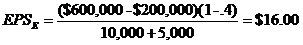 EPS_E = ($600,000 - $200,000)(1 - .4) / 10,000 + 5,000 = $16.00